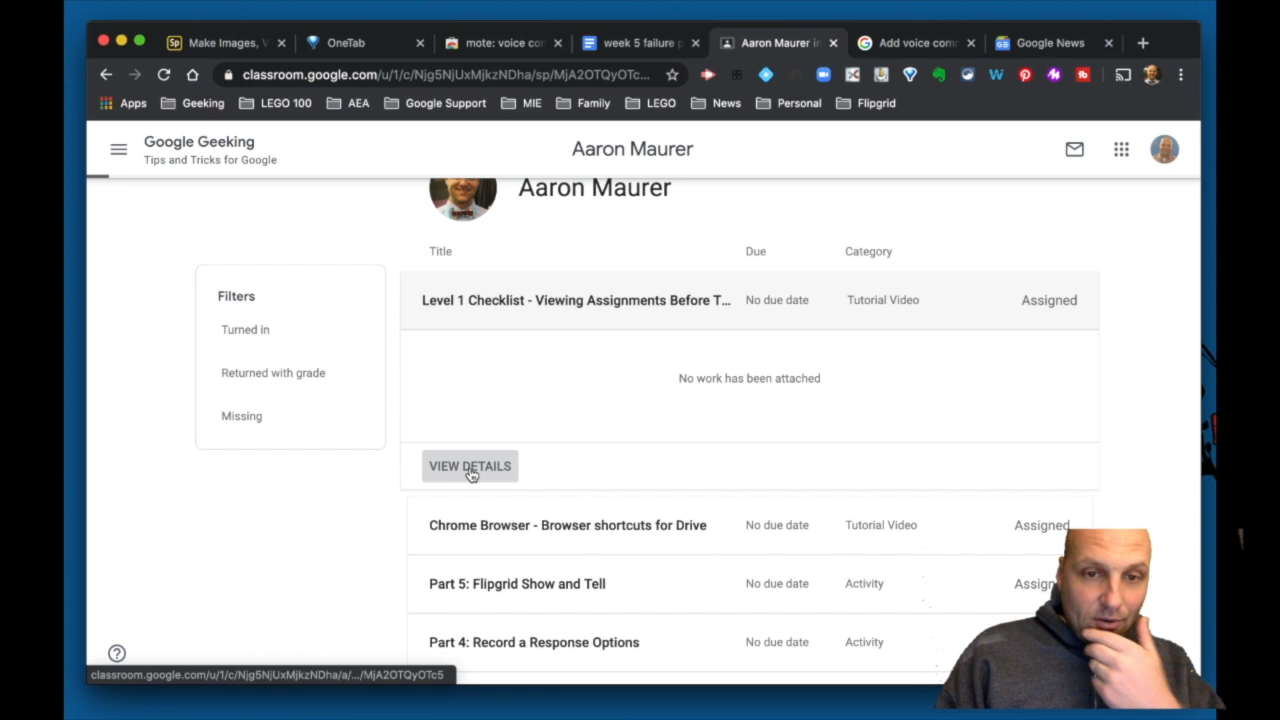 Make Images, V
OneTab
mote: voice con
week 5 failure p
Aaron Maurer in
Add voice com
Google News
classroom.google.com/u/1/c/Njg5NjUxMjkzNDha/sp/MjA2OTQyOTc...
Apps Geeking LEGO 100 AEA Google Support MIE Family LEGO News Personal Flipgrid
Google Geeking
Tips and Tricks for Google
Aaron Maurer
Aaron Maurer
Title Due Category
Filters
Turned in
Returned with grade
Missing
Level 1 Checklist - Viewing Assignments Before T... No due date Tutorial Video Assigned
No work has been attached
VIEW DETAILS
Chrome Browser - Browser shortcuts for Drive No due date Tutorial Video Assigned
Part 5: Flipgrid Show and Tell No due date Activity Assign
Part 4: Record a Response Options No due date Activity
classroom.google.com/u/1/c/Njg5NjUxMjkzNDha/a/.../MjA2OTQyOTc5